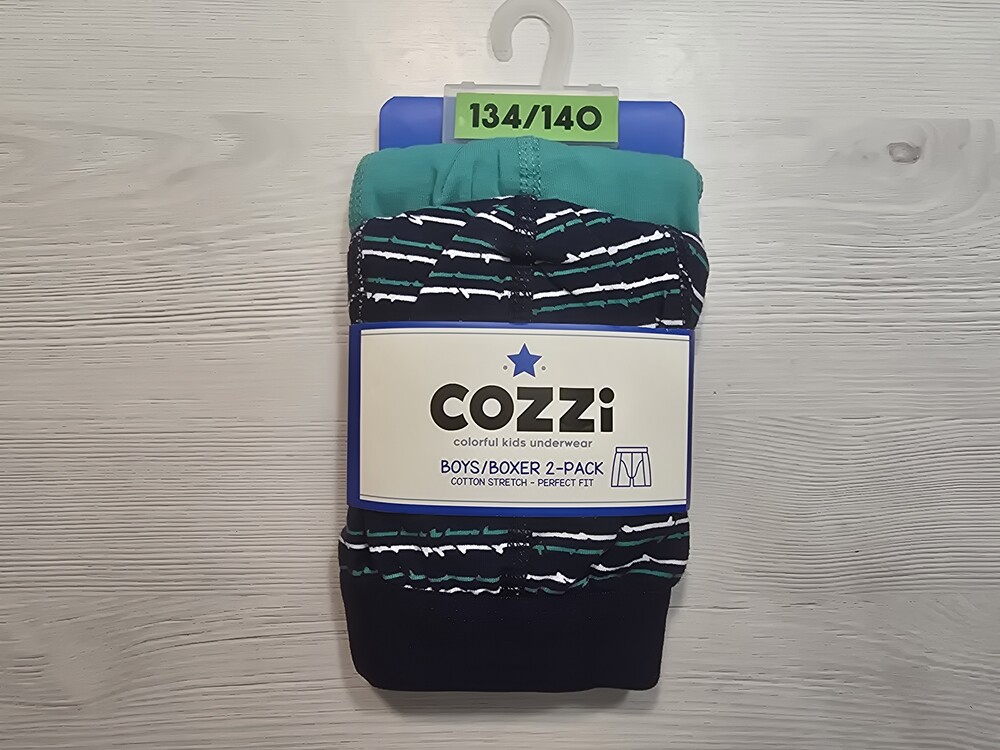 134/140
COZZi
colorful kids underwear
BOYS/BOXER 2-PACK
COTTON STRETCH - PERFECT FIT